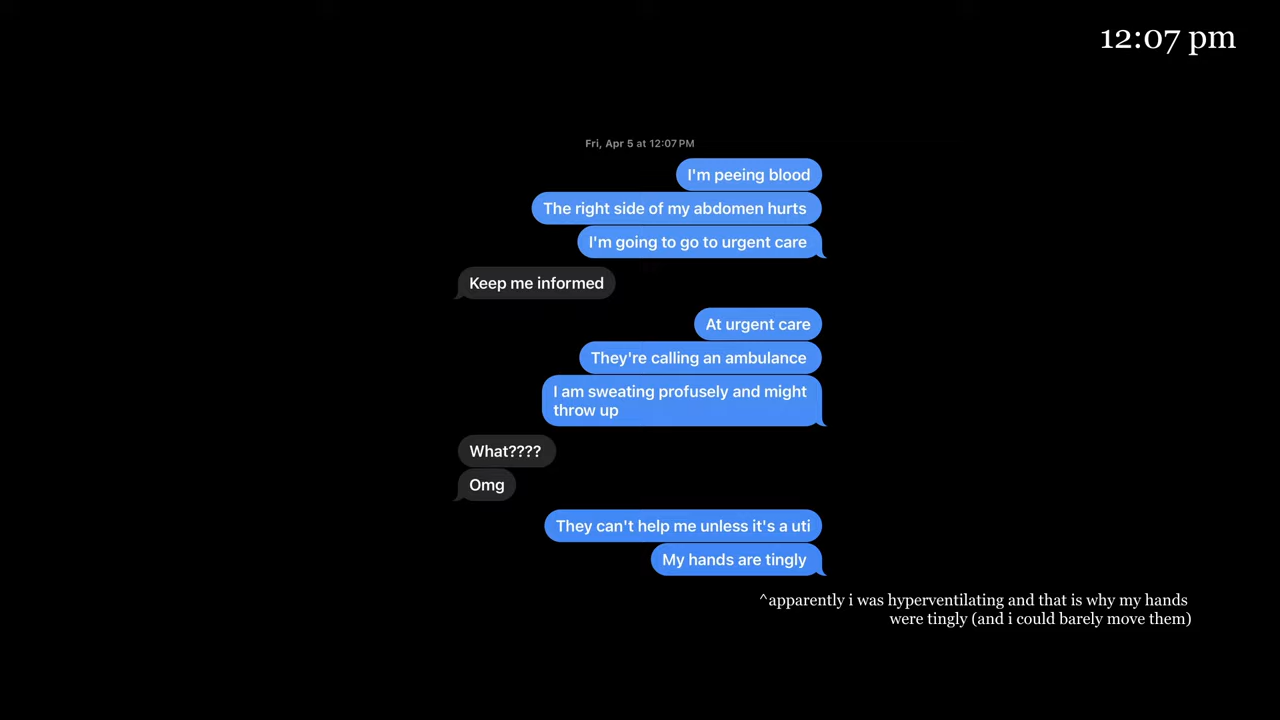 12:07 pm
Fri, Apr 5 at 12:07 PM
I'm peeing blood
The right side of my abdomen hurts
I'm going to go to urgent care
Keep me informed
At urgent care
They're calling an ambulance
I am sweating profusely and might
throw up
What????
Omg
They can't help me unless it's a uti
My hands are tingly
^apparently i was hyperventilating and that is why my hands
were tingly (and i could barely move them)